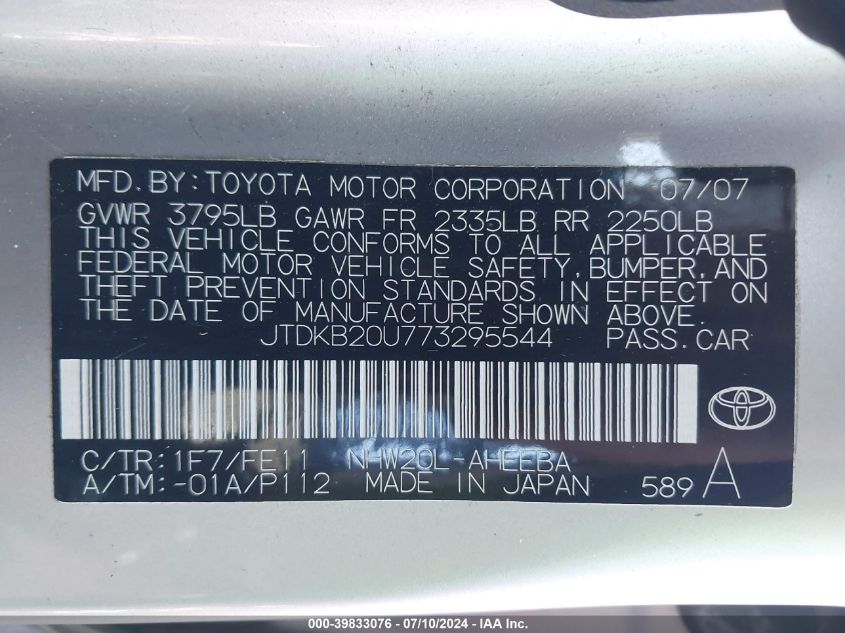 MFD.BY:TOYOTA MOTOR CORPORATION 07/07
GVWR 3795LB GAWR FR 2335LB RR 2250LB
THIS VEHICLE CONFORMS TO ALL APPLICABLE
FEDERAL MOTOR VEHICLE SAFETY,BUMPER,AND
THEFT PREVENTION STANDARDS IN EFFECT ON
THE DATE OF MANUFACTURE SHOWN ABOVE.
JTDKB20U773295544 PASS.CAR
C/TR:1F7/FE11 NHW20L-AHEEBA
A/TM:-01A/P112 MADE IN JAPAN 589 A
000-39833076 - 07/10/2024 - IAA Inc.